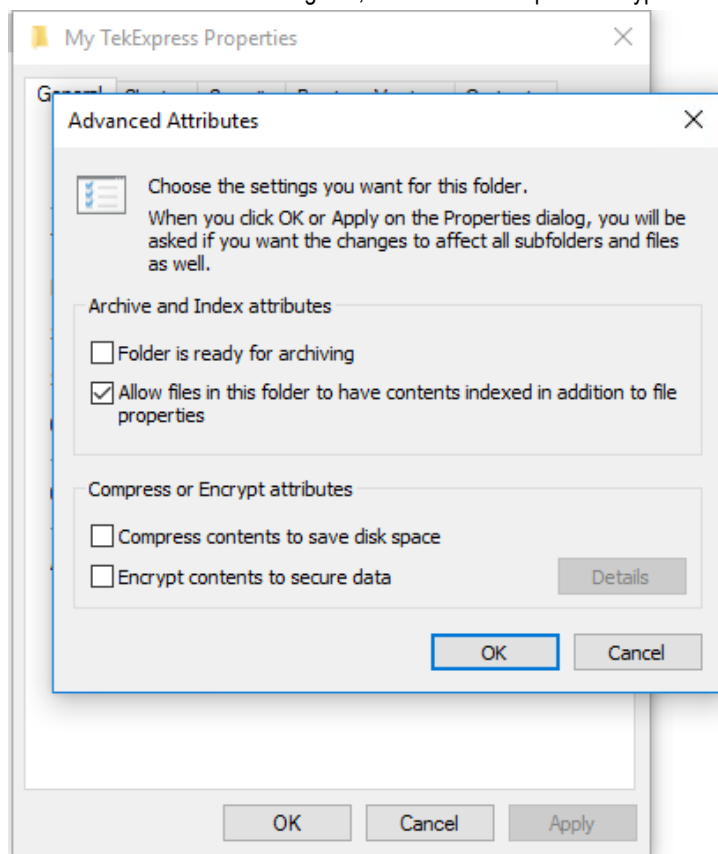 My TekExpress Properties
General
Advanced Attributes
Choose the settings you want for this folder.
When you click OK or Apply on the Properties dialog, you will be
asked if you want the changes to affect all subfolders and files
as well.
Archive and Index attributes
Folder is ready for archiving
Allow files in this folder to have contents indexed in addition to file
properties
Compress or Encrypt attributes
Compress contents to save disk space
Encrypt contents to secure data
Details
OK Cancel
OK Cancel Apply